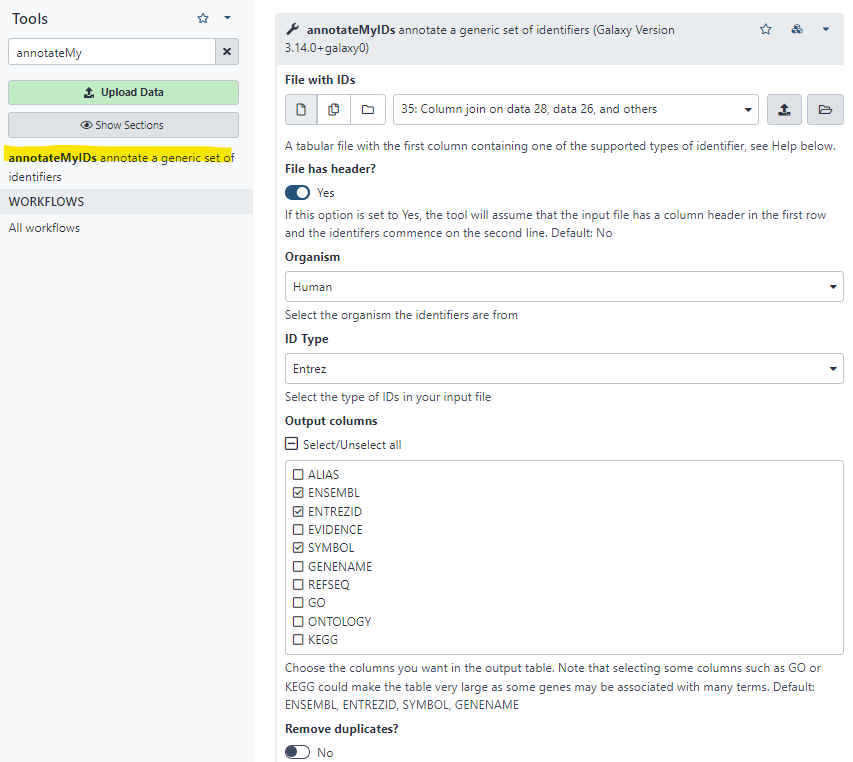 Tools
annotateMy
Upload Data
Show Sections
annotateMyIDs annotate a generic set of
identifiers
WORKFLOWS
All workflows
annotateMyIDs annotate a generic set of identifiers (Galaxy Version
3.14.0+galaxy0)
File with IDs
35: Column join on data 28, data 26, and others
A tabular file with the first column containing one of the supported types of identifier, see Help below.
File has header?
Yes
If this option is set to Yes, the tool will assume that the input file has a column header in the first row
and the identifers commence on the second line. Default: No
Organism
Human
Select the organism the identifiers are from
ID Type
Entrez
Select the type of IDs in your input file
Output columns
Select/Unselect all
ALIAS
ENSEMBL
ENTREZID
EVIDENCE
SYMBOL
GENENAME
REFSEQ
GO
ONTOLOGY
KEGG
Choose the columns you want in the output table. Note that selecting some columns such as GO or
KEGG could make the table very large as some genes may be associated with many terms. Default:
ENSEMBL, ENTREZID, SYMBOL, GENENAME
Remove duplicates?
No